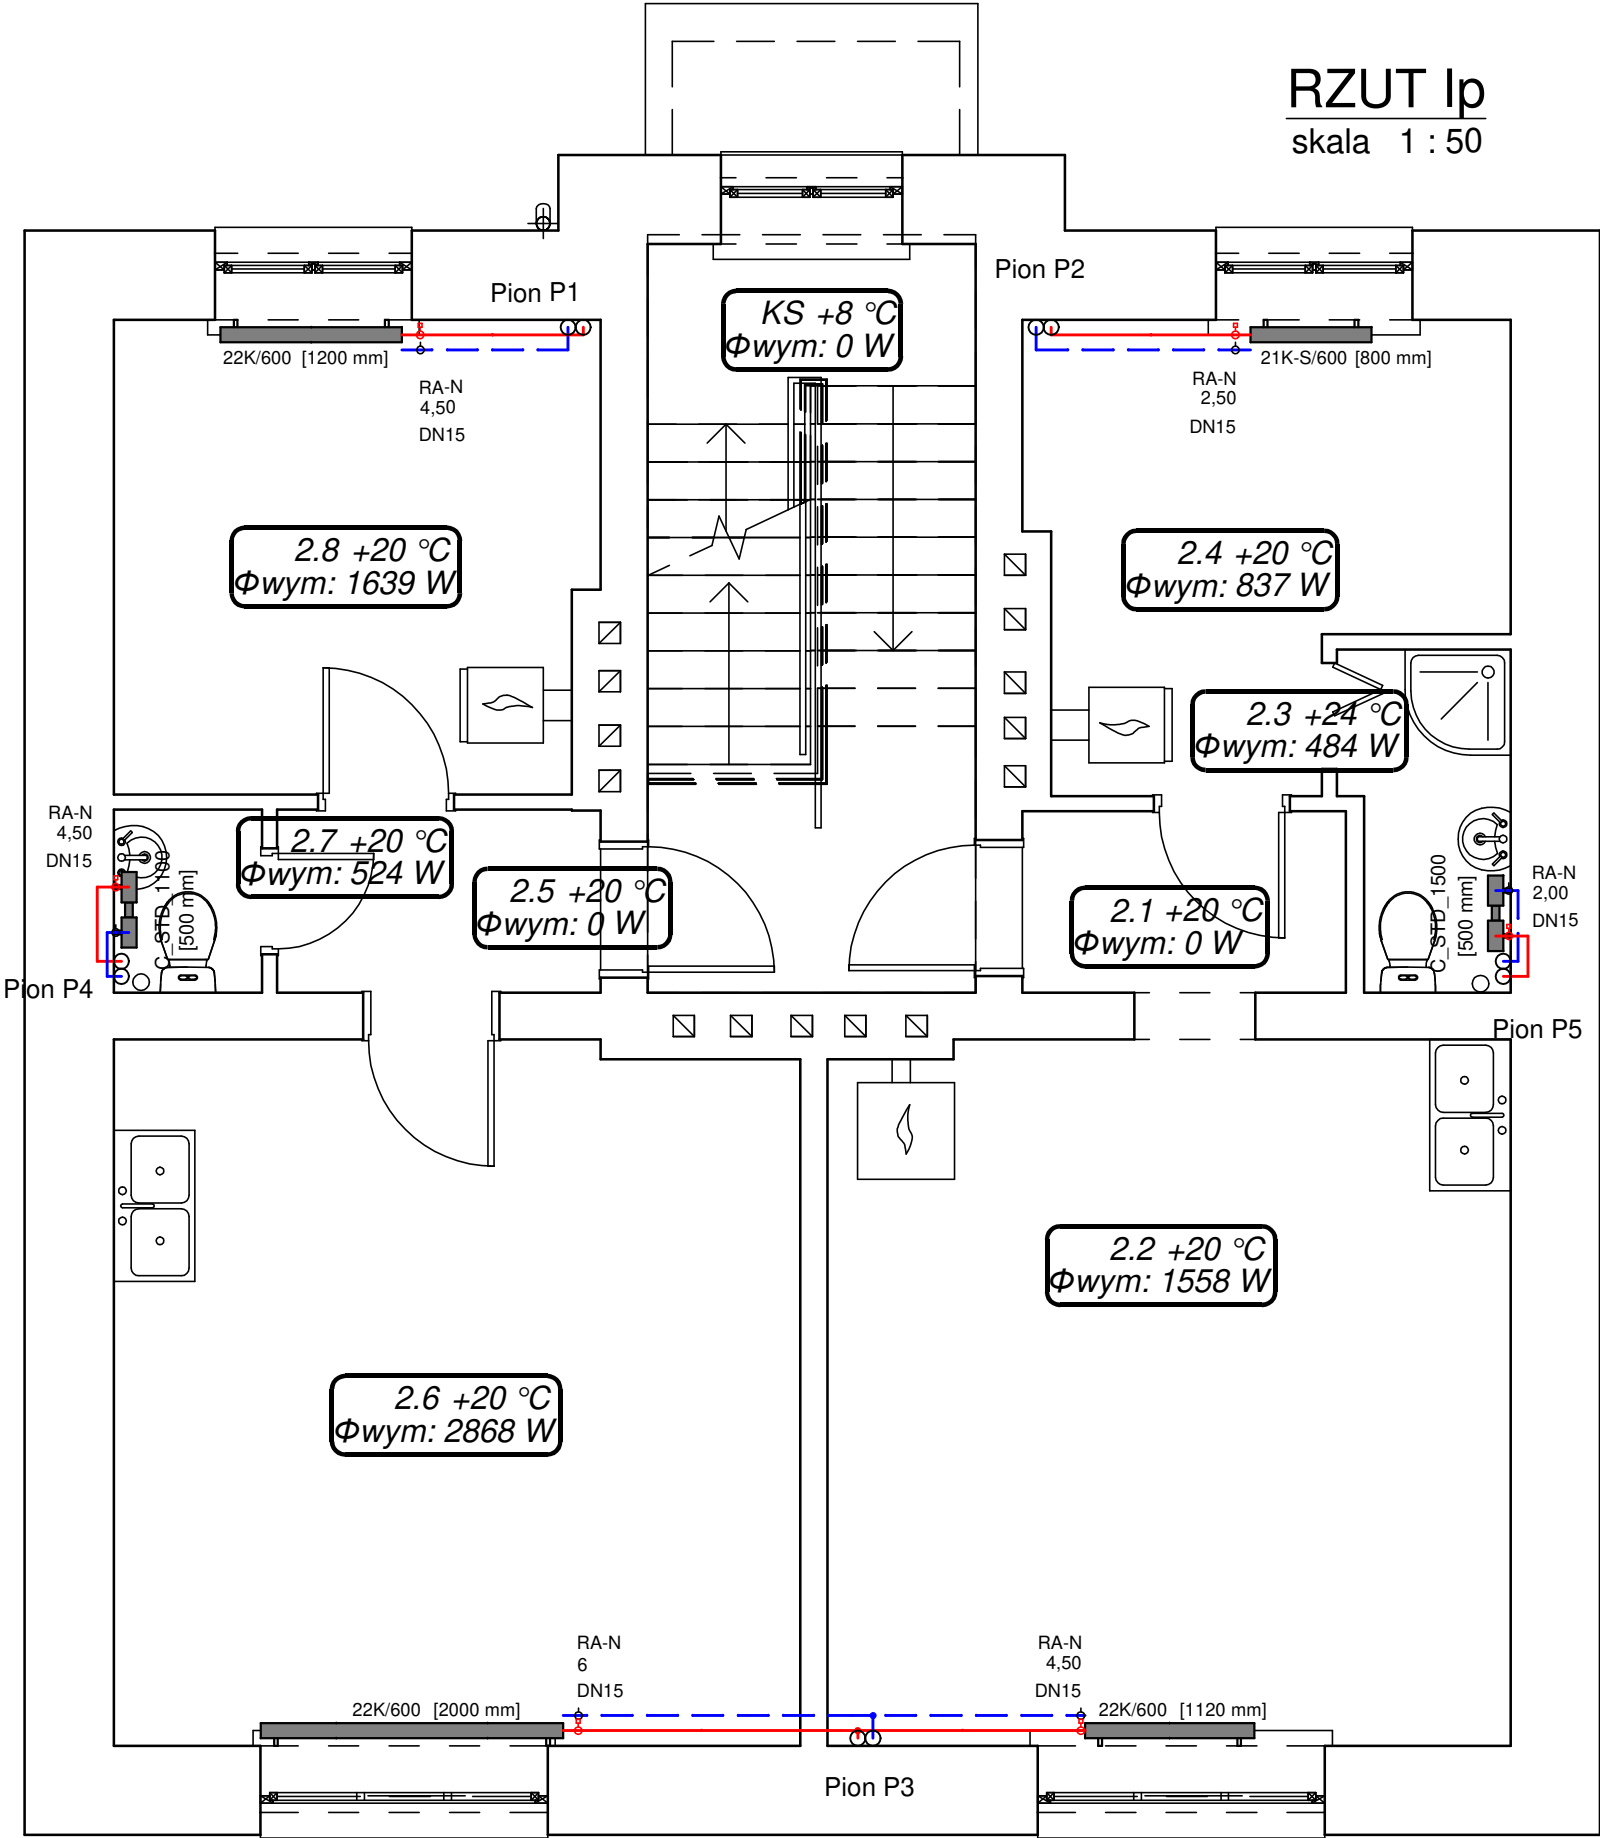 RZUT Ip
skala 1 : 50
Pion P1
Pion P2
KS +8 °C
Φwym: 0 W
22K/600 [1200 mm]
RA-N
4,50
DN15
21K-S/600 [800 mm]
RA-N
2,50
DN15
2.8 +20 °C
Φwym: 1639 W
2.4 +20 °C
Φwym: 837 W
2.3 +24 °C
Φwym: 484 W
RA-N
4,50
DN15
2.7 +20 °C
Φwym: 524 W
C_STD_1100
[500 mm]
2.5 +20 °C
Φwym: 0 W
2.1 +20 °C
Φwym: 0 W
C_STD_1500
[500 mm]
RA-N
2,00
DN15
Pion P4
Pion P5
2.2 +20 °C
Φwym: 1558 W
2.6 +20 °C
Φwym: 2868 W
RA-N
6
DN15
RA-N
4,50
DN15
22K/600 [2000 mm]
22K/600 [1120 mm]
Pion P3